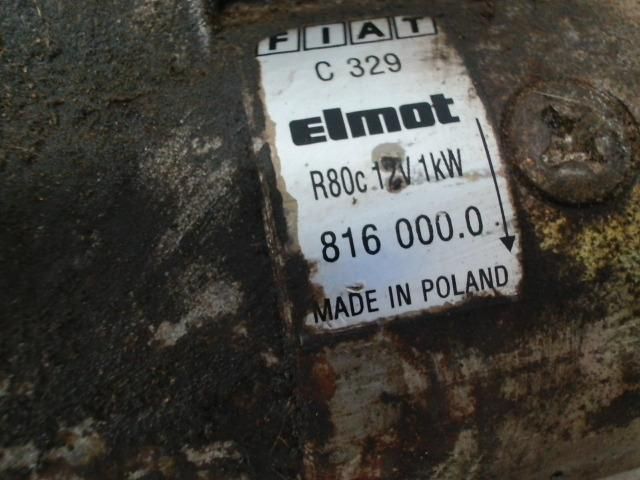 FIAT
C 329
elmot
R80c 12V 1kW
816 000.0
MADE IN POLAND